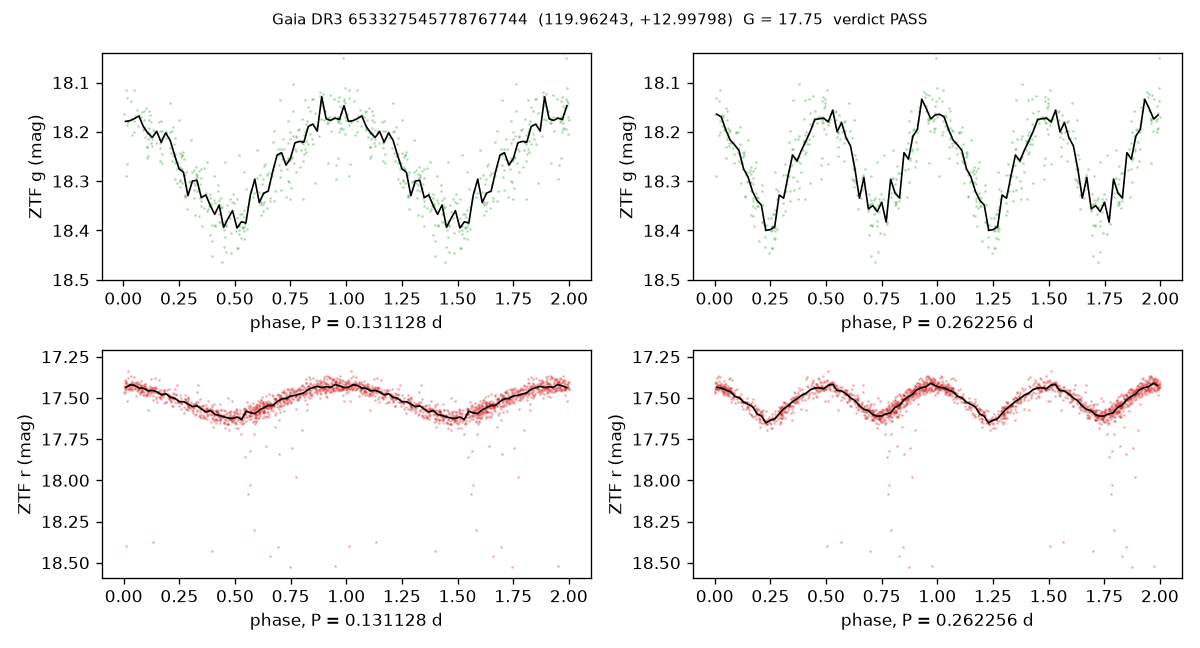 Gaia DR3 653327545778767744 (119.96243, +12.99798) G = 17.75 verdict PASS
ZTF g (mag)
18.1
18.2
18.3
18.4
18.5
0.00 0.25 0.50 0.75 1.00 1.25 1.50 1.75 2.00
phase, P = 0.131128 d
ZTF g (mag)
18.1
18.2
18.3
18.4
18.5
0.00 0.25 0.50 0.75 1.00 1.25 1.50 1.75 2.00
phase, P = 0.262256 d
ZTF r (mag)
17.25
17.50
17.75
18.00
18.25
18.50
0.00 0.25 0.50 0.75 1.00 1.25 1.50 1.75 2.00
phase, P = 0.131128 d
ZTF r (mag)
17.25
17.50
17.75
18.00
18.25
18.50
0.00 0.25 0.50 0.75 1.00 1.25 1.50 1.75 2.00
phase, P = 0.262256 d